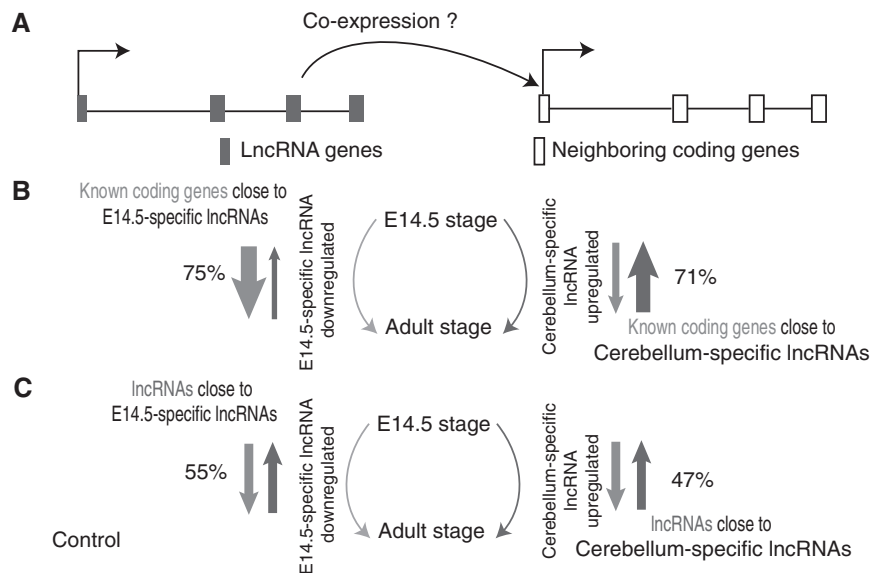 A
Co-expression ?
LncRNA genes
Neighboring coding genes
B
Known coding genes close to
E14.5-specific lncRNAs
75%
E14.5-specific lncRNA
downregulated
E14.5 stage
Adult stage
Cerebellum-specific
lncRNA
upregulated
71%
Known coding genes close to
Cerebellum-specific lncRNAs
C
lncRNAs close to
E14.5-specific lncRNAs
55%
E14.5-specific lncRNA
downregulated
E14.5 stage
Adult stage
Cerebellum-specific
lncRNA
upregulated
47%
lncRNAs close to
Cerebellum-specific lncRNAs
Control